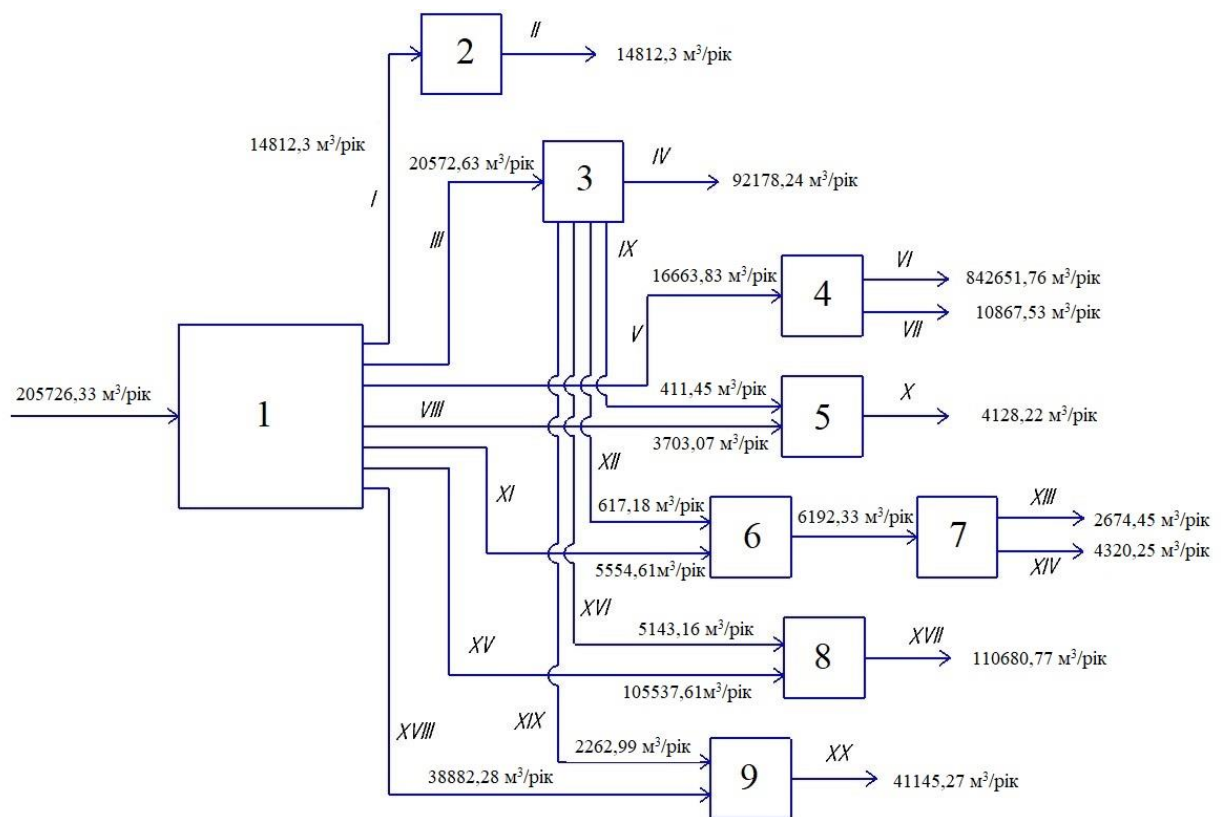 II
2
14812,3 м³/рік
14812,3 м³/рік
I
20572,63 м³/рік
3
IV
92178,24 м³/рік
III
IX
16663,83 м³/рік
4
VI
842651,76 м³/рік
10867,53 м³/рік
VII
V
205726,33 м³/рік
1
VIII
411,45 м³/рік
3703,07 м³/рік
5
X
4128,22 м³/рік
XII
XI
617,18 м³/рік
5554,61м³/рік
6
6192,33 м³/рік
7
XIII
2674,45 м³/рік
4320,25 м³/рік
XIV
XVI
XV
5143,16 м³/рік
105537,61м³/рік
8
XVII
110680,77 м³/рік
XIX
XVIII
2262,99 м³/рік
38882,28 м³/рік
9
XX
41145,27 м³/рік